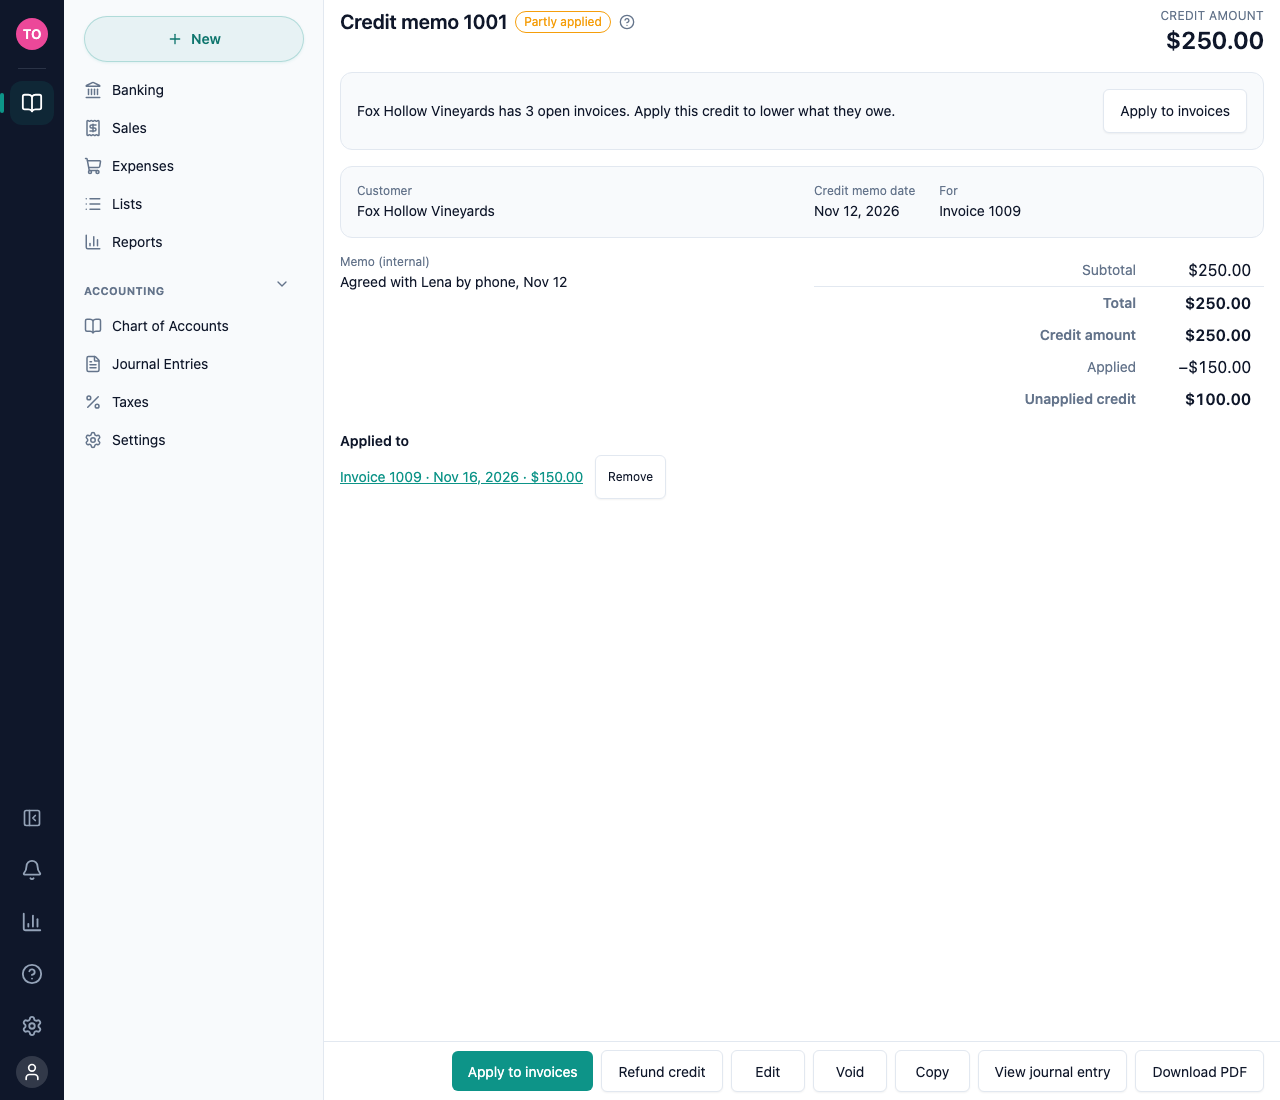 TO
New
Banking
Sales
Expenses
Lists
Reports
ACCOUNTING
Chart of Accounts
Journal Entries
Taxes
Settings
Credit memo 1001 Partly applied
CREDIT AMOUNT
$250.00
Fox Hollow Vineyards has 3 open invoices. Apply this credit to lower what they owe.
Apply to invoices
Customer
Fox Hollow Vineyards
Credit memo date
Nov 12, 2026
For
Invoice 1009
Memo (internal)
Agreed with Lena by phone, Nov 12
Subtotal $250.00
Total $250.00
Credit amount $250.00
Applied –$150.00
Unapplied credit $100.00
Applied to
Invoice 1009 · Nov 16, 2026 · $150.00 Remove
Apply to invoices Refund credit Edit Void Copy View journal entry Download PDF